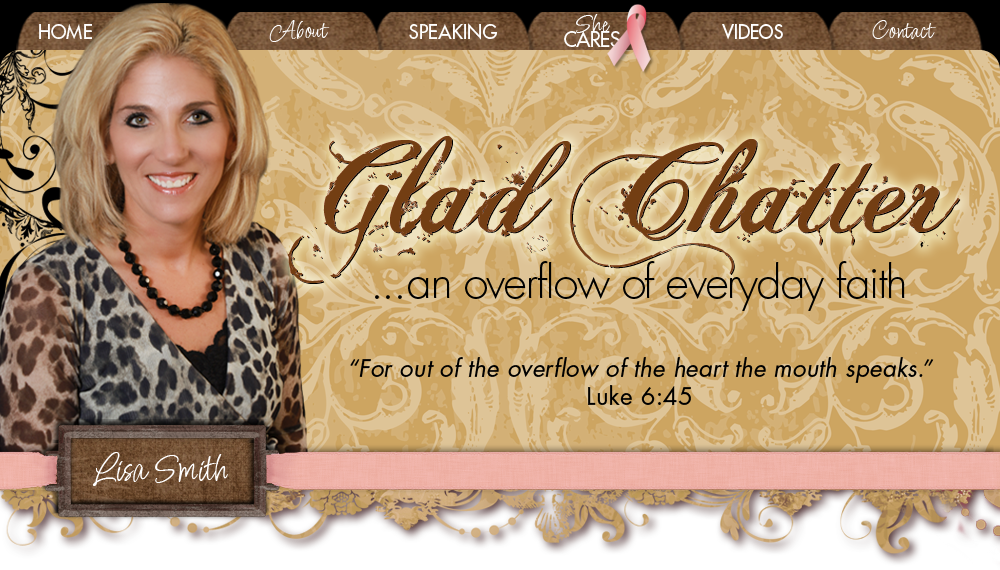 HOME
About
SPEAKING
She
CARES
VIDEOS
Contact
Glad Chatter
...an overflow of everyday faith
“For out of the overflow of the heart the mouth speaks.”
Luke 6:45
Lisa Smith